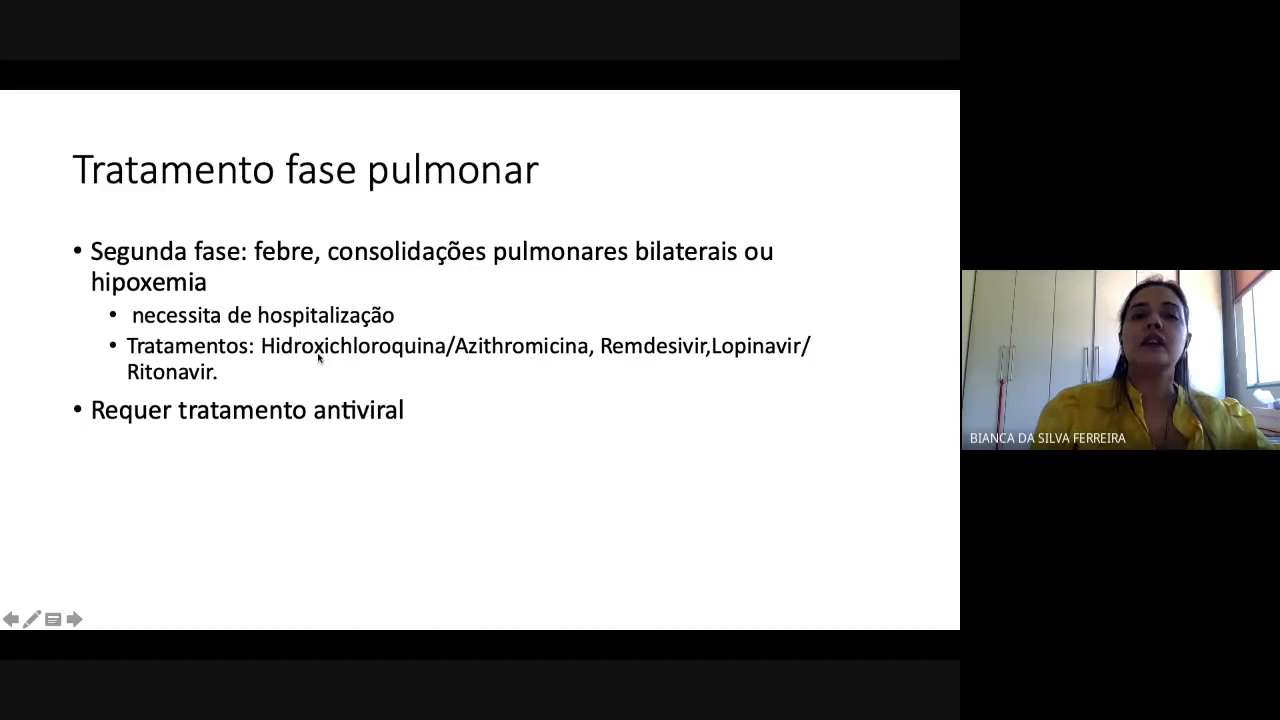 Tratamento fase pulmonar
• Segunda fase: febre, consolidações pulmonares bilaterais ou
hipoxemia
• necessita de hospitalização
• Tratamentos: Hidroxichloroquina/Azithromicina, Remdesivir,Lopinavir/
Ritonavir.
• Requer tratamento antiviral
BIANCA DA SILVA FERREIRA